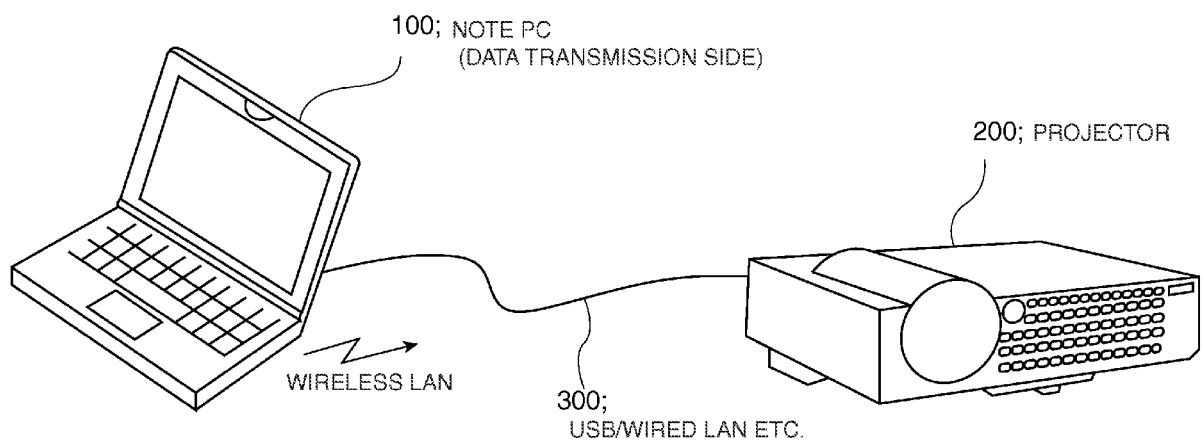 100; NOTE PC
(DATA TRANSMISSION SIDE)
200; PROJECTOR
WIRELESS LAN
300;
USB/WIRED LAN ETC.